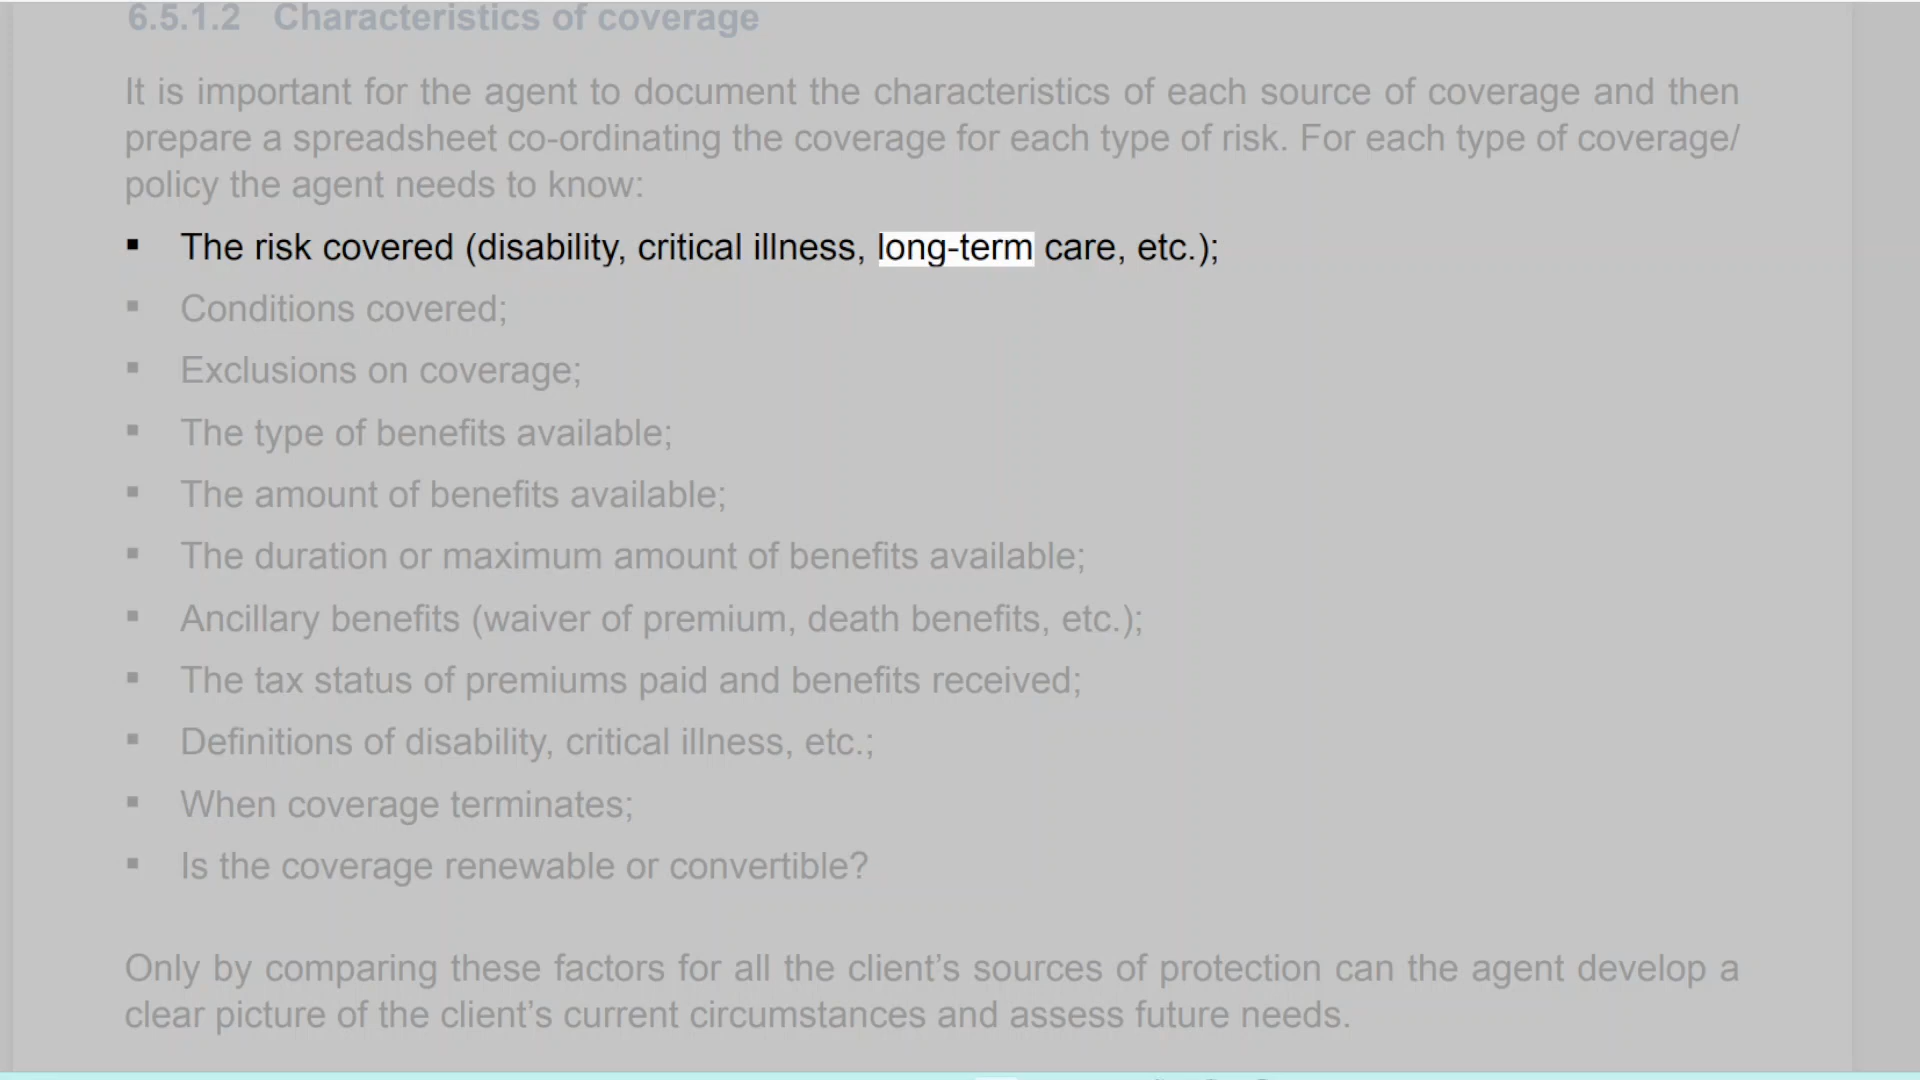 6.5.1.2 Characteristics of coverage
It is important for the agent to document the characteristics of each source of coverage and then
prepare a spreadsheet co-ordinating the coverage for each type of risk. For each type of coverage/
policy the agent needs to know:
▪ The risk covered (disability, critical illness, long-term care, etc.);
▪ Conditions covered;
▪ Exclusions on coverage;
▪ The type of benefits available;
▪ The amount of benefits available;
▪ The duration or maximum amount of benefits available;
▪ Ancillary benefits (waiver of premium, death benefits, etc.);
▪ The tax status of premiums paid and benefits received;
▪ Definitions of disability, critical illness, etc.;
▪ When coverage terminates;
▪ Is the coverage renewable or convertible?
Only by comparing these factors for all the client’s sources of protection can the agent develop a
clear picture of the client’s current circumstances and assess future needs.